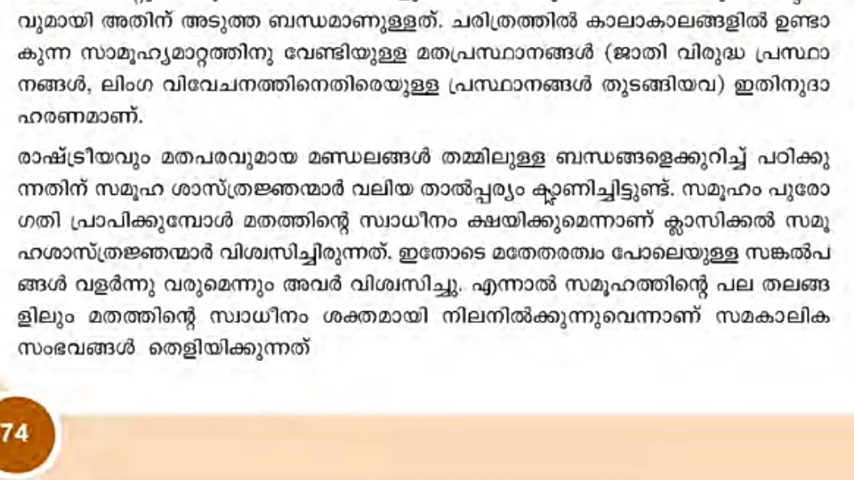 വുമായി അതിന് അടുത്ത ബന്ധമാണുള്ളത്. ചരിത്രത്തിൽ കാലാകാലങ്ങളിൽ ഉണ്ടാ
കുന്ന സാമൂഹ്യമാറ്റത്തിനു വേണ്ടിയുള്ള മതപ്രസ്ഥാനങ്ങൾ (ജാതി വിരുദ്ധ പ്രസ്ഥാ
നങ്ങൾ, ലിംഗ വിവേചനത്തിനെതിരെയുള്ള പ്രസ്ഥാനങ്ങൾ തുടങ്ങിയവ) ഇതിനുദാ
ഹരണമാണ്.
രാഷ്ട്രീയവും മതപരവുമായ മണ്ഡലങ്ങൾ തമ്മിലുള്ള ബന്ധങ്ങളെക്കുറിച്ച് പഠിക്കു
ന്നതിന് സമൂഹ ശാസ്ത്രജ്ഞന്മാർ വലിയ താൽപ്പര്യം കാണിച്ചിട്ടുണ്ട്. സമൂഹം പുരോ
ഗതി പ്രാപിക്കുമ്പോൾ മതത്തിന്റെ സ്വാധീനം ക്ഷയിക്കുമെന്നാണ് ക്ലാസിക്കൽ സമൂ
ഹശാസ്ത്രജ്ഞന്മാർ വിശ്വസിച്ചിരുന്നത്. ഇതോടെ മതേതരത്വം പോലെയുള്ള സങ്കൽപ
ങ്ങൾ വളർന്നു വരുമെന്നും അവർ വിശ്വസിച്ചു. എന്നാൽ സമൂഹത്തിന്റെ പല തലങ്ങ
ളിലും മതത്തിന്റെ സ്വാധീനം ശക്തമായി നിലനിൽക്കുന്നുവെന്നാണ് സമകാലിക
സംഭവങ്ങൾ തെളിയിക്കുന്നത്
74